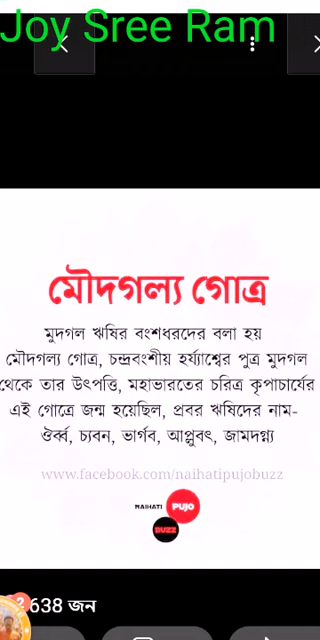 Joy Sree Ram
মৌদগল্য গোত্র
মুদগল ঋষির বংশধরদের বলা হয়
মৌদগল্য গোত্র, চন্দ্রবংশীয় হর্য্যাশ্বের পুত্র মুদগল
থেকে তার উৎপত্তি, মহাভারতের চরিত্র কৃপাচার্যের
এই গোত্রে জন্ম হয়েছিল, প্রবর ঋষিদের নাম-
ঔর্ব্ব, চ্যবন, ভার্গব, আপ্লুবৎ, জামদগ্ন্য
www.facebook.com/naihatipujobuzz
NAIHATI PUJO
BUZZ
638 জন